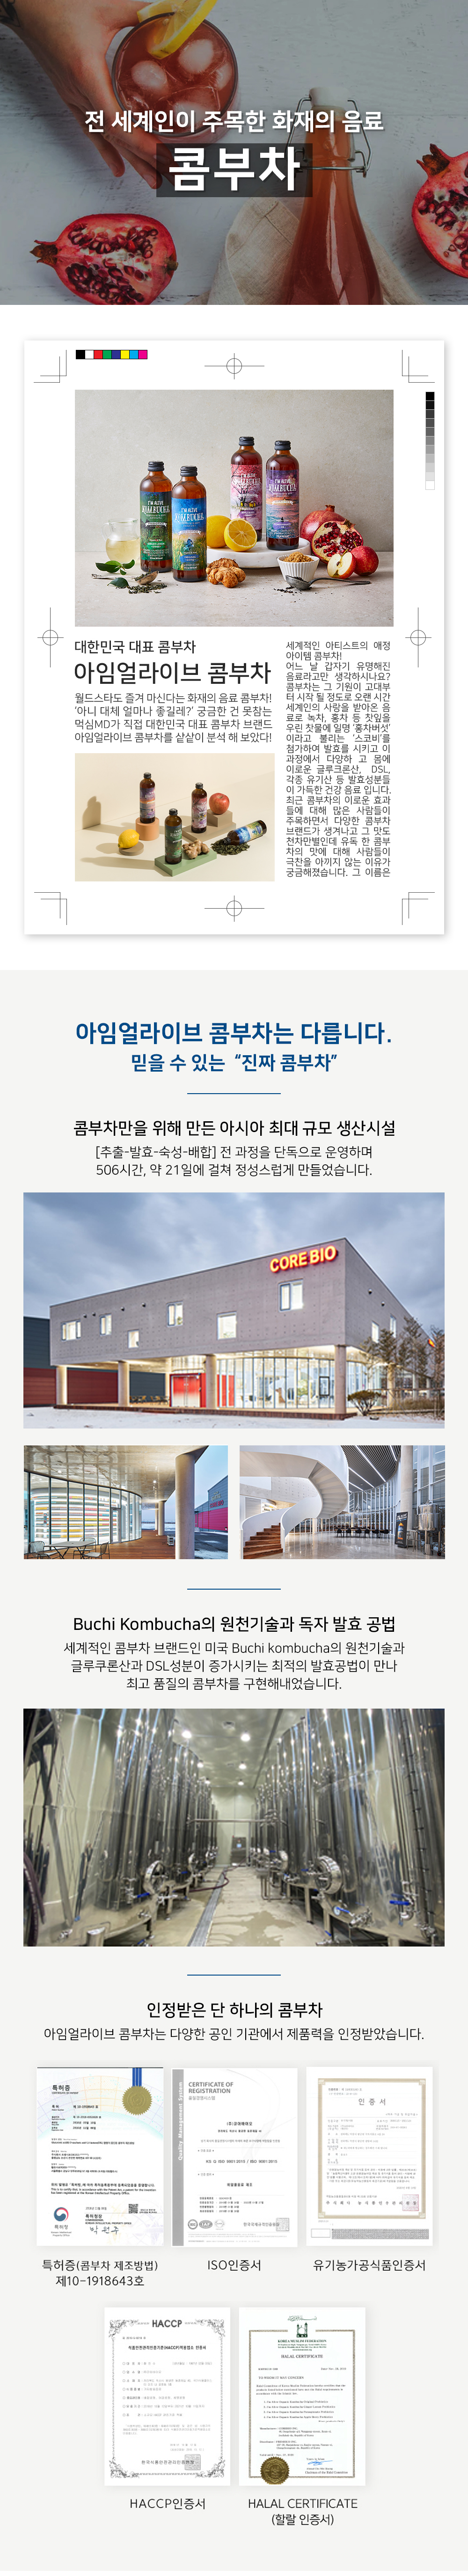 전 세계인이 주목한 화재의 음료
콤부차
I'M ALIVE
KOMBUCHA
I'M ALIVE
KOMBUCHA
I'M ALIVE
KOMBUCHA
I'M ALIVE
KOMBUCHA
대한민국 대표 콤부차
아임얼라이브 콤부차
월드스타도 즐겨 마신다는 화재의 음료 콤부차!
'아니 대체 얼마나 좋길레?' 궁금한 건 못참는
먹심MD가 직접 대한민국 대표 콤부차 브랜드
아임얼라이브 콤부차를 낱낱이 분석 해 보았다!
세계적인 아티스트의 애정
아이템 콤부차!
어느 날 갑자기 유명해진
음료라고만 생각하시나요?
콤부차는 그 기원이 고대부
터 시작 될 정도로 오랜 시간
세계인의 사랑을 받아온 음
료로 녹차, 홍차 등 찻잎을
우린 찻물에 일명 '홍차버섯'
이라고 불리는 '스코비'를
첨가하여 발효를 시키고 이
과정에서 다양하 고 몸에
이로운 글루크론산, DSL,
각종 유기산 등 발효성분들
이 가득한 건강 음료 입니다.
최근 콤부차의 이로운 효과
들에 대해 많은 사람들이
주목하면서 다양한 콤부차
브랜드가 생겨나고 그 맛도
천차만별인데 유독 한 콤부
차의 맛에 대해 사람들이
극찬을 아끼지 않는 이유가
궁금해졌습니다. 그 이름은
아임얼라이브 콤부차는 다릅니다.
믿을 수 있는 “진짜 콤부차”
콤부차만을 위해 만든 아시아 최대 규모 생산시설
[추출-발효-숙성-배합] 전 과정을 단독으로 운영하며
506시간, 약 21일에 걸쳐 정성스럽게 만들었습니다.
CORE BIO
Buchi Kombucha의 원천기술과 독자 발효 공법
세계적인 콤부차 브랜드인 미국 Buchi kombucha의 원천기술과
글루쿠론산과 DSL성분이 증가시키는 최적의 발효공법이 만나
최고 품질의 콤부차를 구현해내었습니다.
인정받은 단 하나의 콤부차
아임얼라이브 콤부차는 다양한 공인 기관에서 제품력을 인정받았습니다.
특허증
특허청
Quality Management System
CERTIFICATE OF
REGISTRATION
KS Q ISO 9001:2015 / ISO 9001:2015
인 증 서
특허증(콤부차 제조방법)
제10-1918643호
ISO인증서
유기농가공식품인증서
HACCP
HALAL CERTIFICATE
HACCP인증서
HALAL CERTIFICATE
(할랄 인증서)